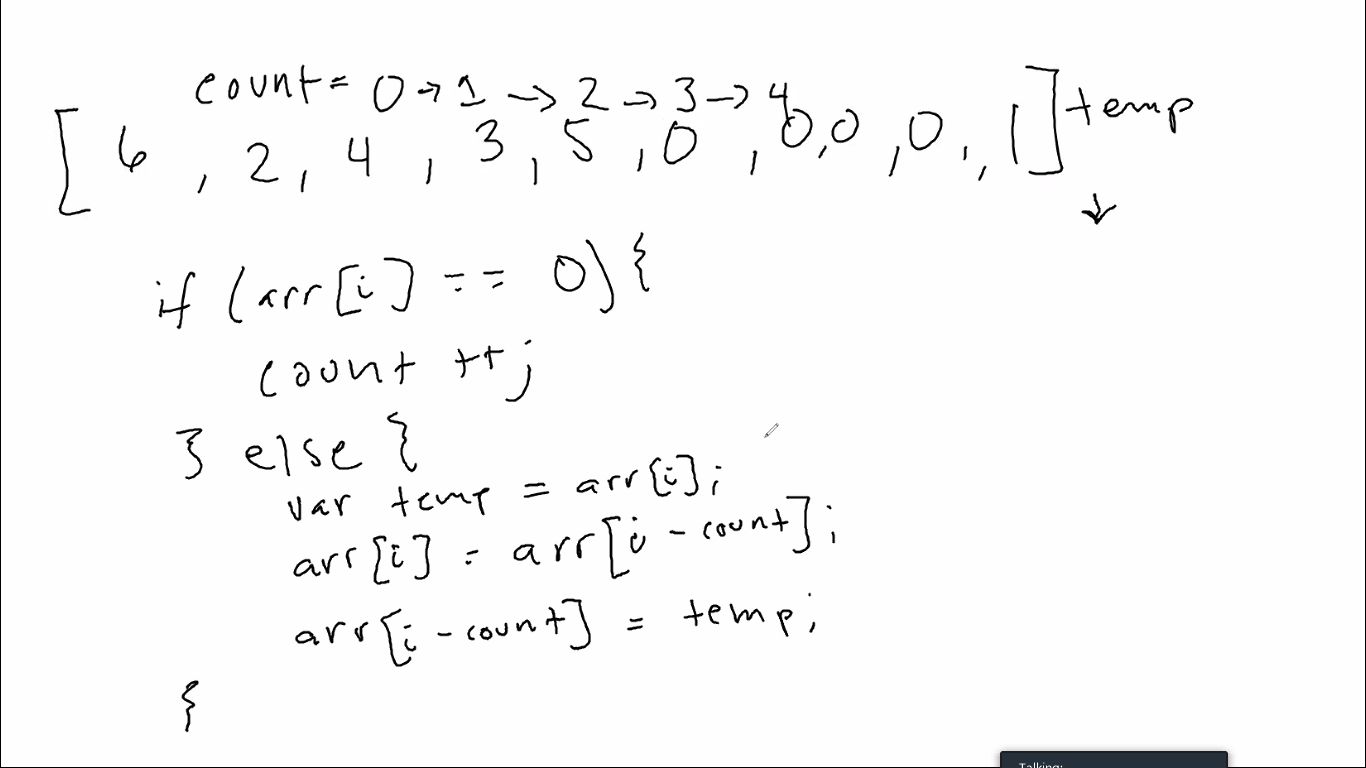 count = 0 → 1 → 2 → 3 → 4
[ 6 , 2 , 4 , 3 , 5 , 0 , 0 , 0 , 0 , , 1 ] temp
↓
if (arr[i] == 0) {
count ++;
} else {
var temp = arr[i];
arr[i] = arr[i - count];
arr[i - count] = temp;
{